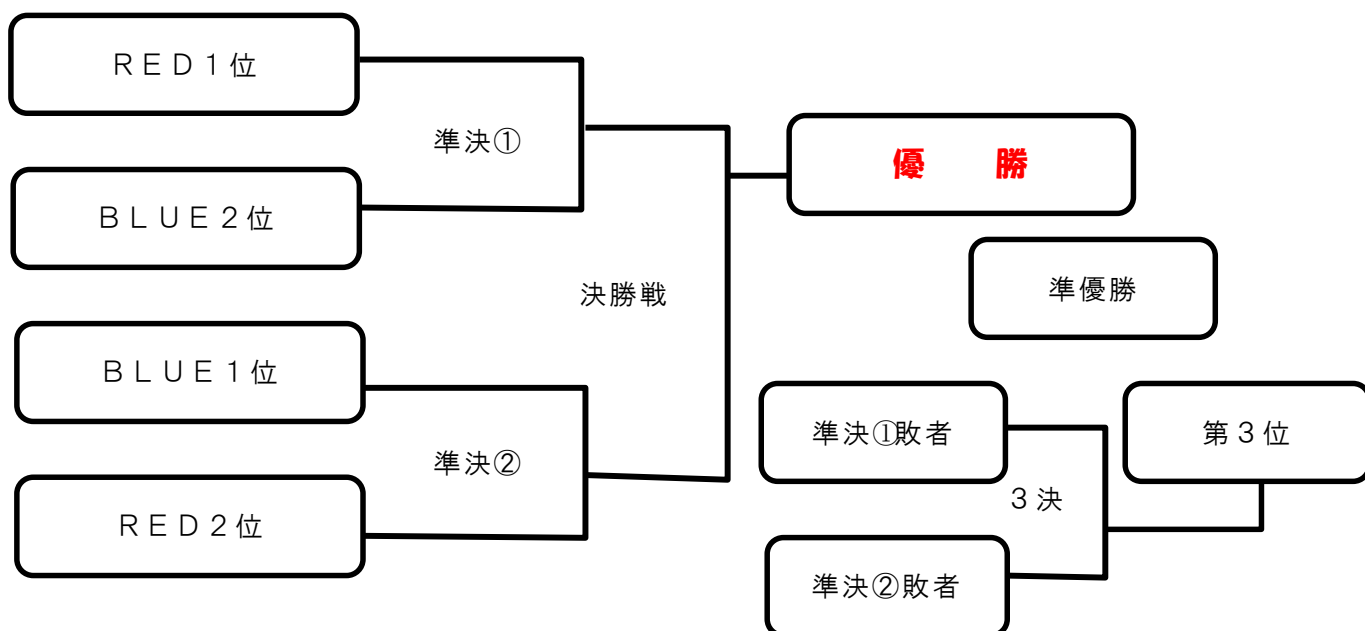 RED1位
準決①
BLUE2位
優　勝
準優勝
決勝戦
BLUE1位
準決②
RED2位
準決①敗者
3決
準決②敗者
第3位